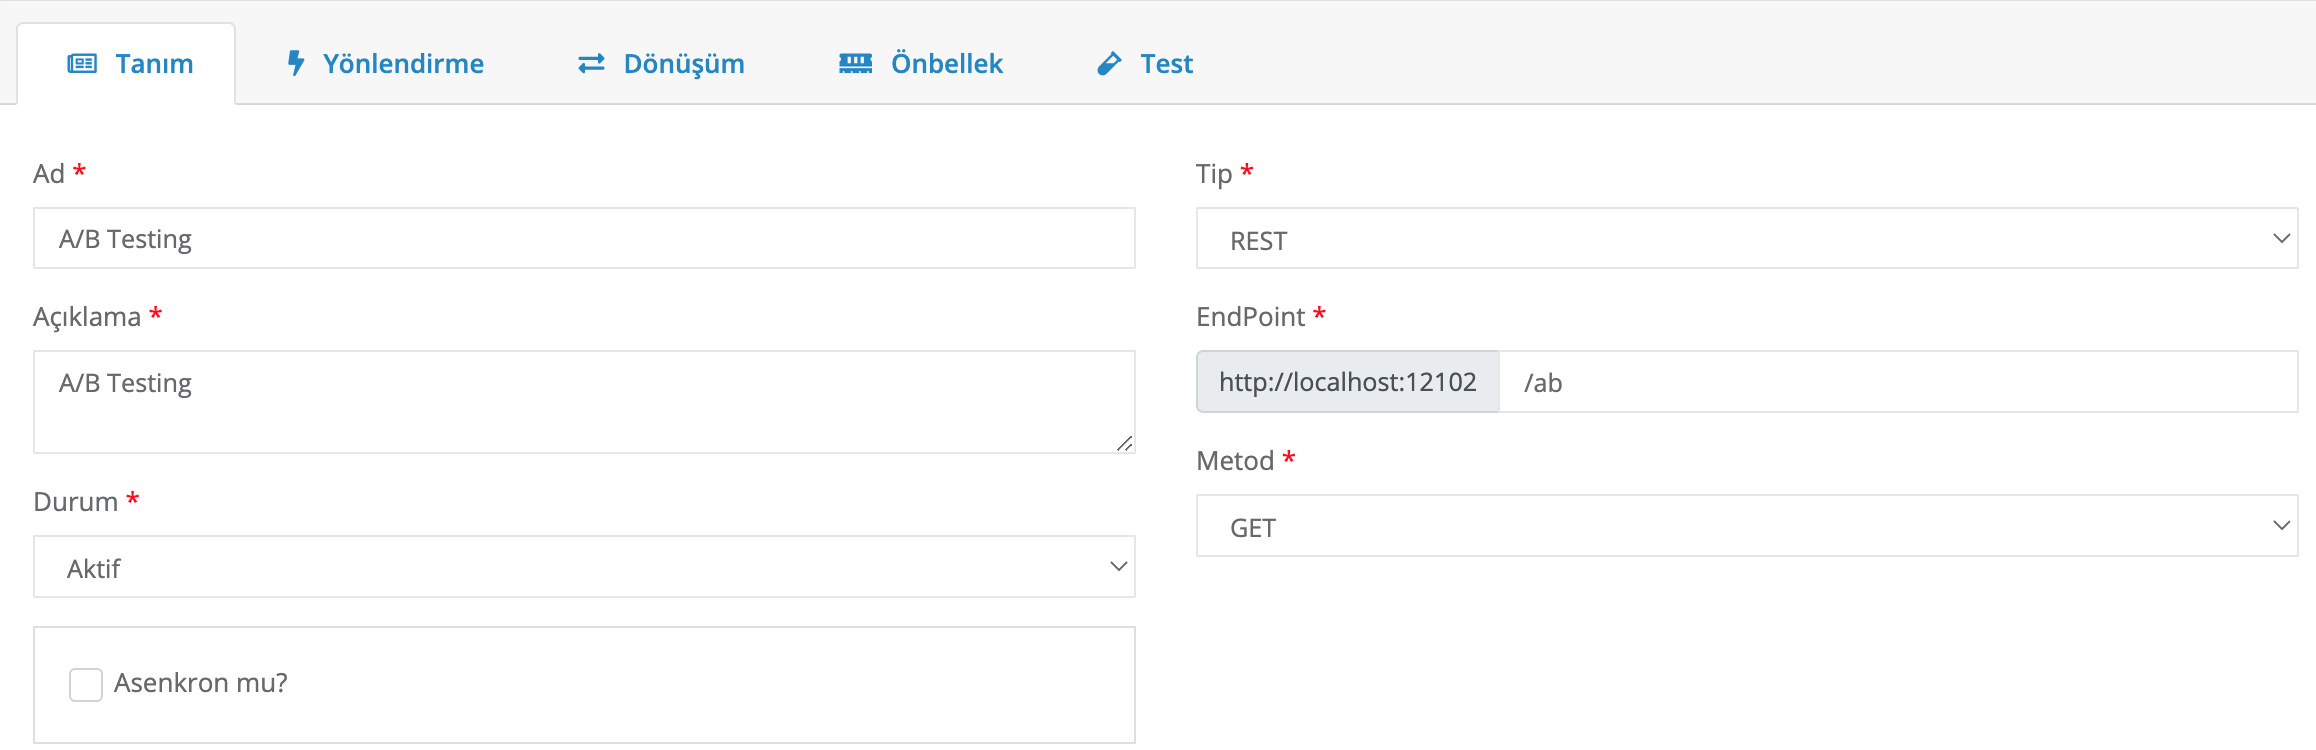 Tanım Yönlendirme Dönüşüm Önbellek Test
Ad *
A/B Testing
Açıklama *
A/B Testing
Durum *
Aktif
Asenkron mu?
Tip *
REST
EndPoint *
http://localhost:12102 /ab
Metod *
GET